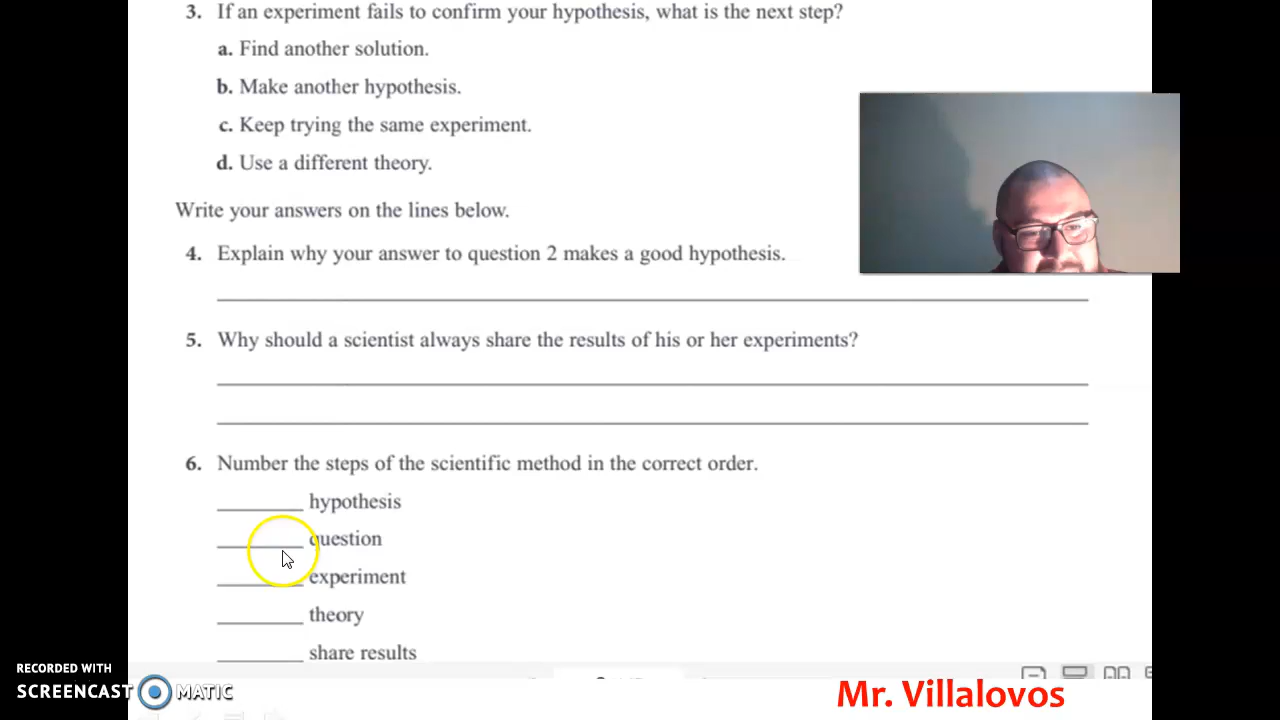 3. If an experiment fails to confirm your hypothesis, what is the next step?
a. Find another solution.
b. Make another hypothesis.
c. Keep trying the same experiment.
d. Use a different theory.
Write your answers on the lines below.
4. Explain why your answer to question 2 makes a good hypothesis.
5. Why should a scientist always share the results of his or her experiments?
6. Number the steps of the scientific method in the correct order.
hypothesis
question
experiment
theory
share results
RECORDED WITH
SCREENCAST MATIC
Mr. Villalovos